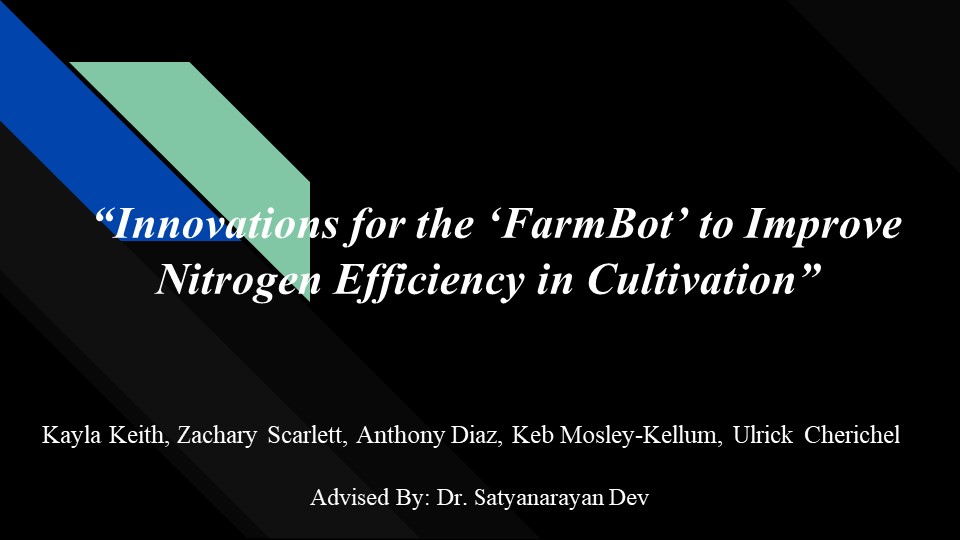 “Innovations for the ‘FarmBot’ to Improve
Nitrogen Efficiency in Cultivation”
Kayla Keith, Zachary Scarlett, Anthony Diaz, Keb Mosley-Kellum, Ulrick Cherichel
Advised By: Dr. Satyanarayan Dev